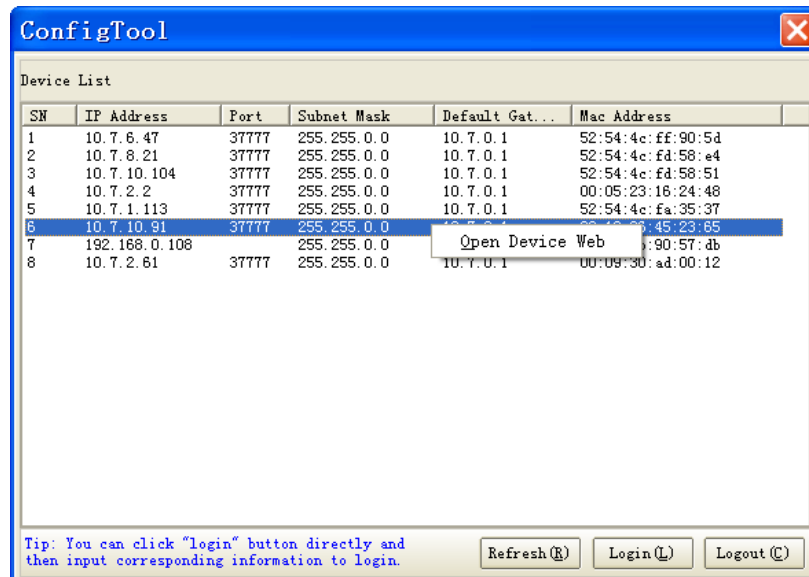 ConfigTool
Device List
SN IP Address Port Subnet Mask Default Gat... Mac Address
1 10.7.6.47 37777 255.255.0.0 10.7.0.1 52:54:4c:ff:90:5d
2 10.7.8.21 37777 255.255.0.0 10.7.0.1 52:54:4c:fd:58:e4
3 10.7.10.104 37777 255.255.0.0 10.7.0.1 52:54:4c:fd:58:51
4 10.7.2.2 37777 255.255.0.0 10.7.0.1 00:05:23:16:24:48
5 10.7.1.113 37777 255.255.0.0 10.7.0.1 52:54:4c:fa:35:37
6 10.7.10.91 37777 255.255.0.0 :45:23:65
Open Device Web
7 192.168.0.108 255.255.0.0 :90:57:db
8 10.7.2.61 37777 255.255.0.0 10.7.0.1 00:09:30:ad:00:12
Tip: You can click "login" button directly and
then input corresponding information to login.
Refresh(R) Login(L) Logout(C)